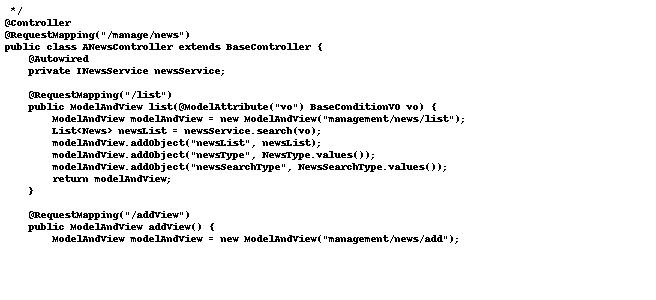 */
@Controller
@RequestMapping("/manage/news")
public class ANewsController extends BaseController {
    @Autowired
    private INewsService newsService;

    @RequestMapping("/list")
    public ModelAndView list(@ModelAttribute("vo") BaseConditionVO vo) {
        ModelAndView modelAndView = new ModelAndView("management/news/list");
        List<News> newsList = newsService.search(vo);
        modelAndView.addObject("newsList", newsList);
        modelAndView.addObject("newsType", NewsType.values());
        modelAndView.addObject("newsSearchType", NewsSearchType.values());
        return modelAndView;
    }

    @RequestMapping("/addView")
    public ModelAndView addView() {
        ModelAndView modelAndView = new ModelAndView("management/news/add");